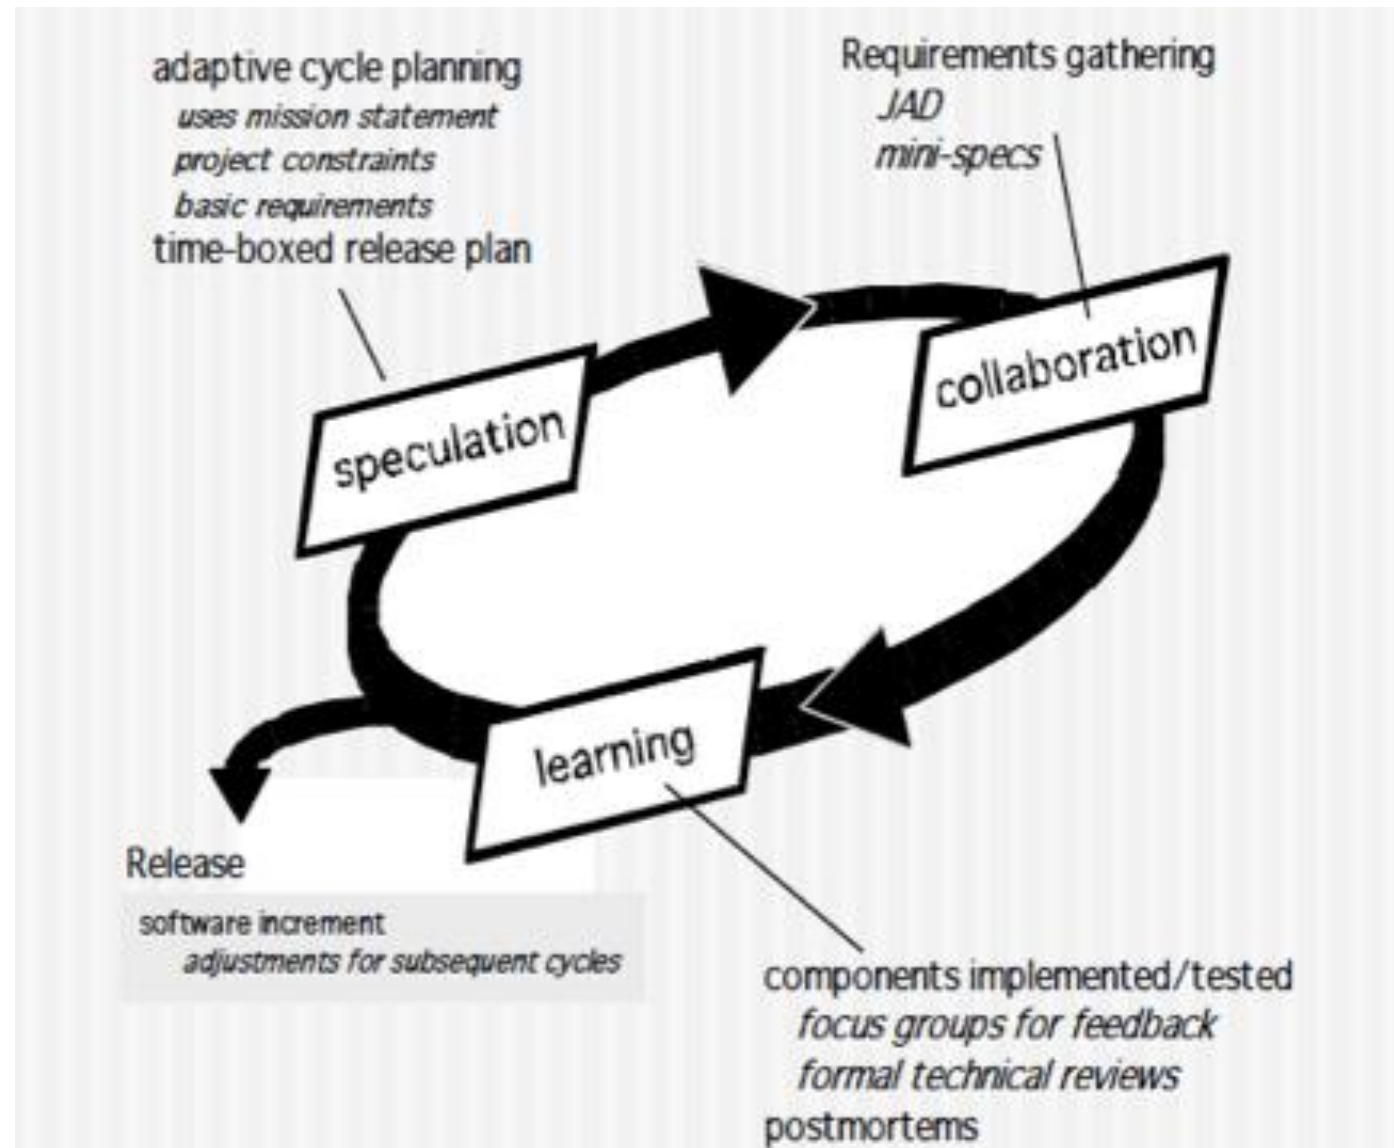 adaptive cycle planning
uses mission statement
project constraints
basic requirements
time-boxed release plan
Requirements gathering
JAD
mini-specs
speculation
collaboration
learning
Release
software increment
adjustments for subsequent cycles
components implemented/tested
focus groups for feedback
formal technical reviews
postmortems